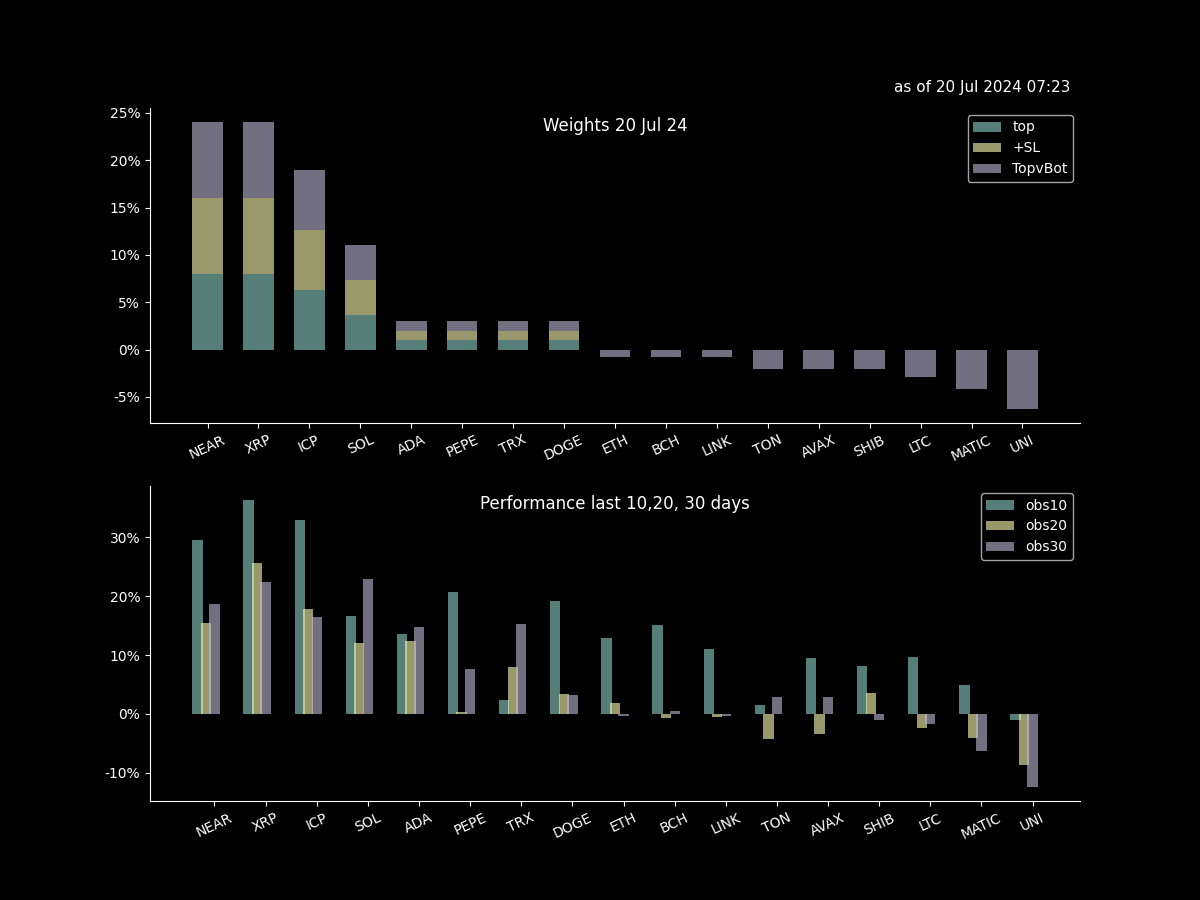 as of 20 Jul 2024 07:23
Weights 20 Jul 24
top
+SL
TopvBot
25%
20%
15%
10%
5%
0%
-5%
NEAR XRP ICP SOL ADA PEPE TRX DOGE ETH BCH LINK TON AVAX SHIB LTC MATIC UNI
Performance last 10,20, 30 days
obs10
obs20
obs30
30%
20%
10%
0%
-10%
NEAR XRP ICP SOL ADA PEPE TRX DOGE ETH BCH LINK TON AVAX SHIB LTC MATIC UNI